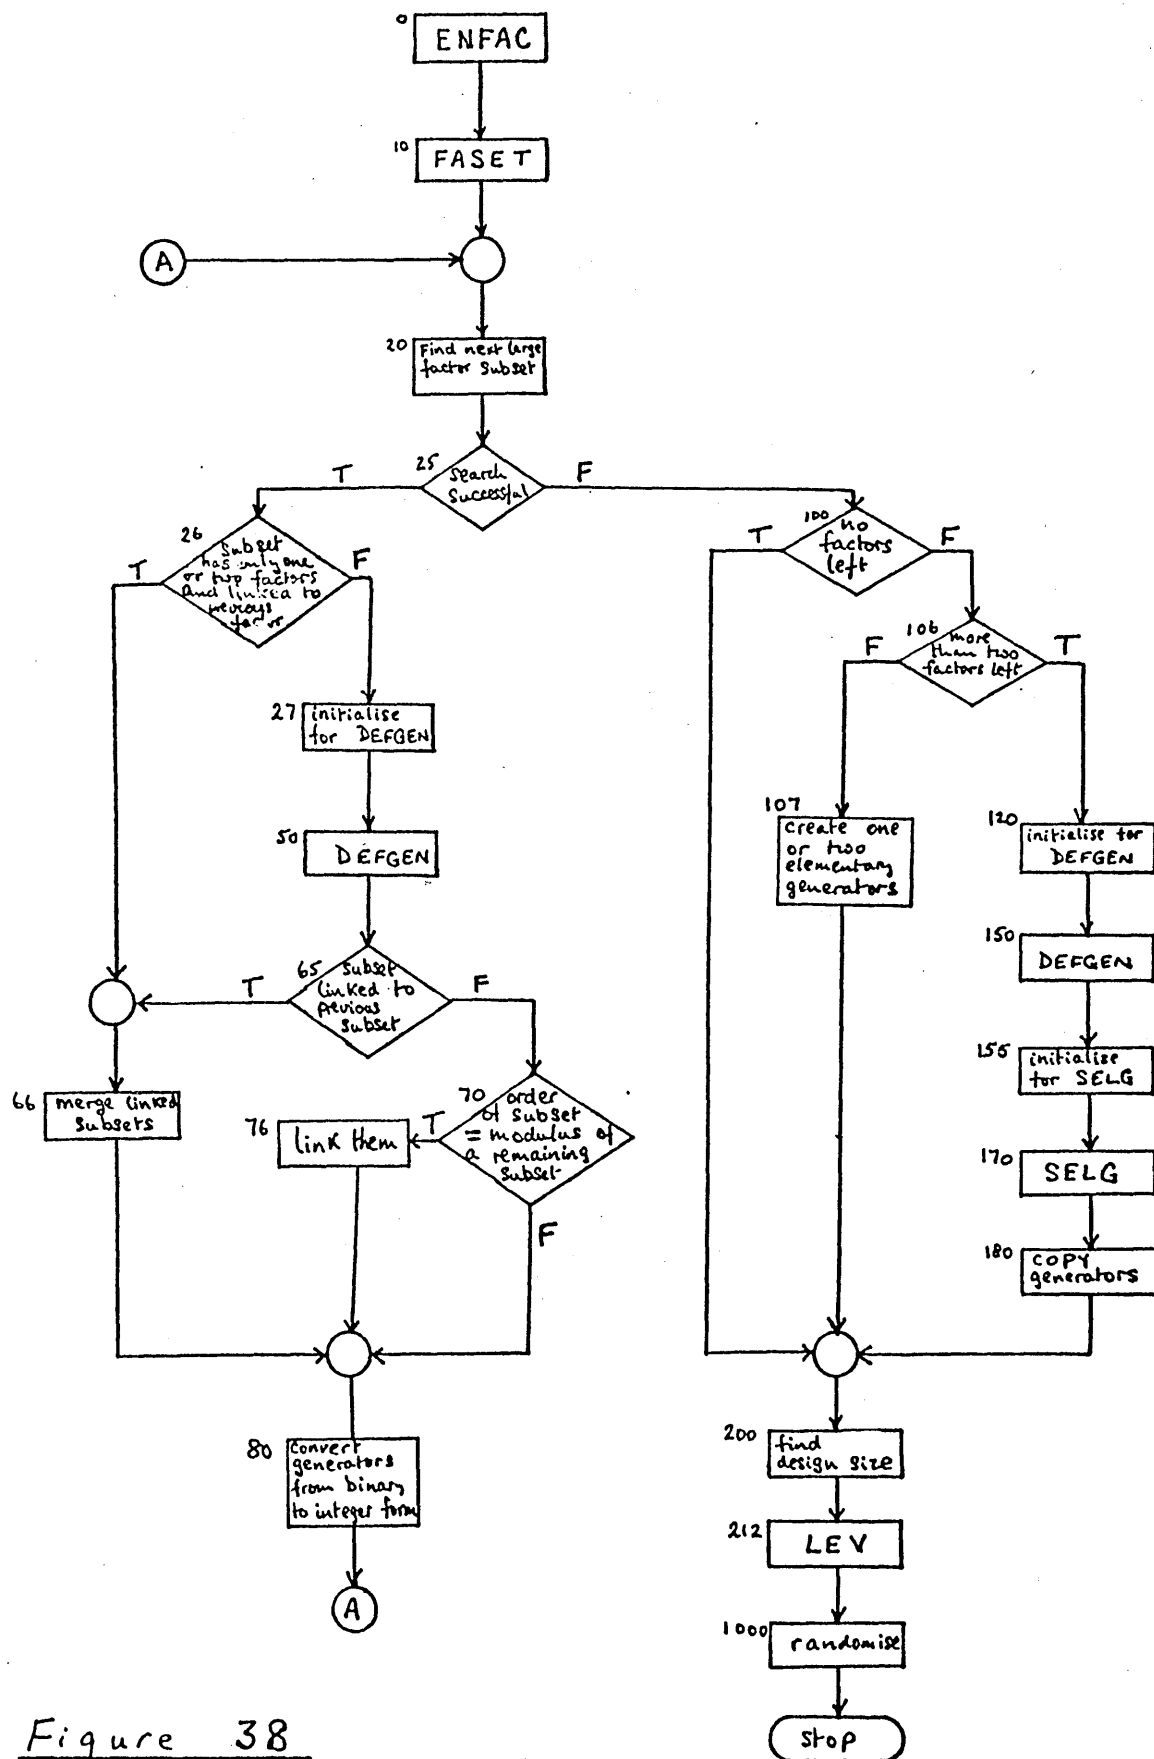 0
ENFAC
10
FASET
A
20
Find next large
factor subset
25
Search
Successful
T
F
26
Subset
has only one
or two factors
and linked to
previous
factor
T
F
27
initialise
for DEFGEN
50
DEFGEN
65
Subset
linked to
previous
subset
T
F
66
merge linked
subsets
70
order
of subset
= modulus of
a remaining
subset
T
F
76
link them
80
convert
generators
from binary
to integer form
A
100
no
factors
left
T
F
106
more
than two
factors left
F
T
107
create one
or two
elementary
generators
120
initialise for
DEFGEN
150
DEFGEN
155
initialise
for SELG
170
SELG
180
COPY
generators
200
find
design size
212
LEV
1000
randomise
stop
Figure 3B